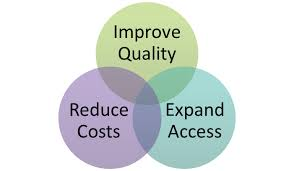 Improve
Quality
Reduce
Costs
Expand
Access